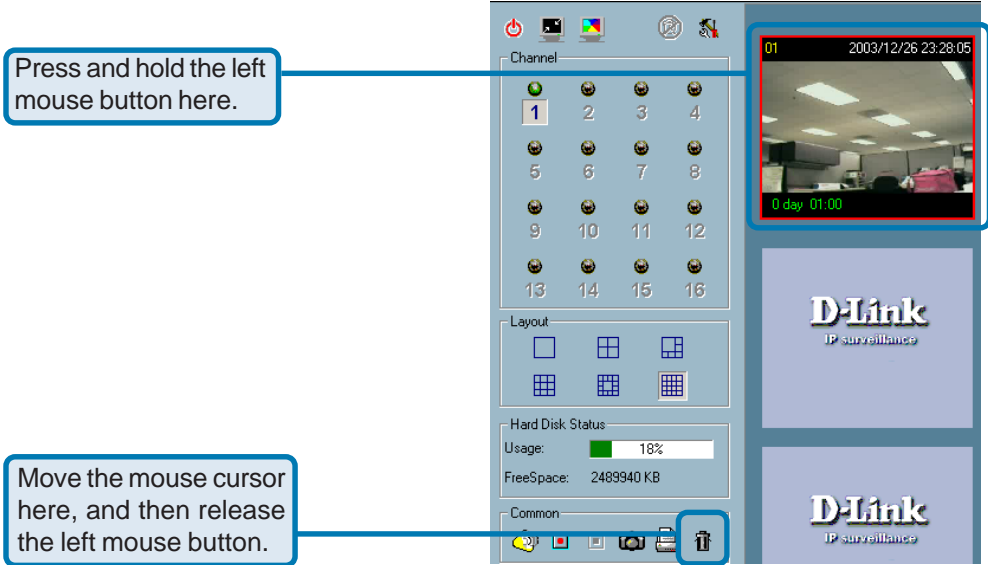 Press and hold the left
mouse button here.
Channel
1 2 3 4
5 6 7 8
9 10 11 12
13 14 15 16
Layout
Hard Disk Status
Usage: 18%
FreeSpace: 2489940 KB
Common
Move the mouse cursor
here, and then release
the left mouse button.
01 2003/12/26 23:28:05
0 day 01:00
D-Link
IP surveillance
D-Link
IP surveillance